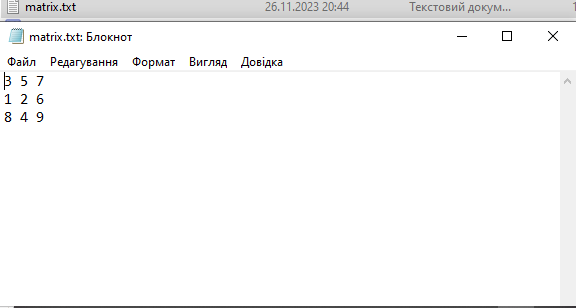 matrix.txt 26.11.2023 20:44 Текстовий докум...
matrix.txt: Блокнот
Файл Редагування Формат Вигляд Довідка
3 5 7
1 2 6
8 4 9